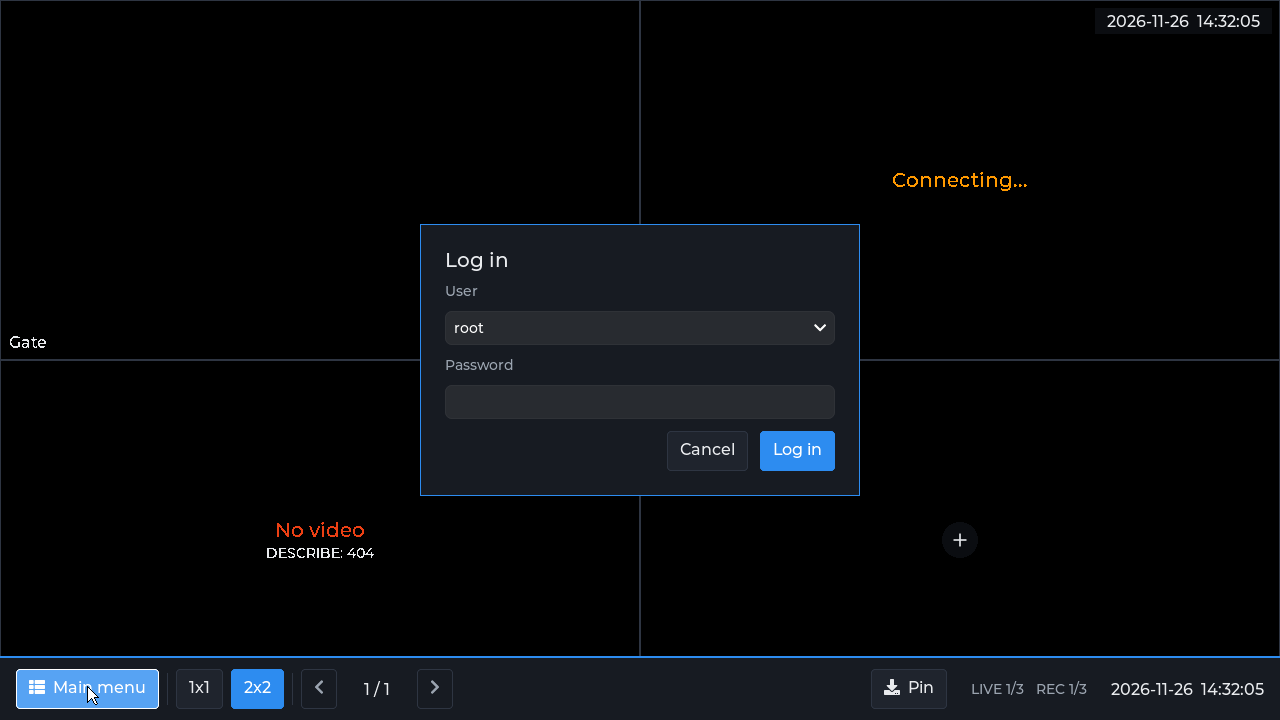 2026-11-26 14:32:05
Connecting...
Gate
Log in
User
root
Password
Cancel
Log in
No video
DESCRIBE: 404
+
Main menu
1x1
2x2
1 / 1
Pin
LIVE 1/3
REC 1/3
2026-11-26 14:32:05